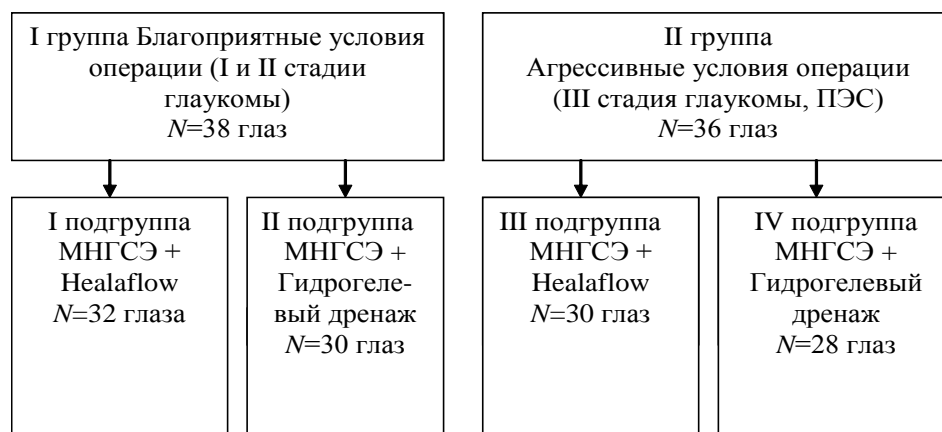 I группа Благоприятные условия
операции (I и II стадии
глаукомы)
N=38 глаз
II группа
Агрессивные условия операции
(III стадия глаукомы, ПЭС)
N=36 глаз
I подгруппа
МНГСЭ +
Healaflow
N=32 глаза
II подгруппа
МНГСЭ +
Гидрогеле-
вый дренаж
N=30 глаз
III подгруппа
МНГСЭ +
Healaflow
N=30 глаз
IV подгруппа
МНГСЭ +
Гидрогелевый
дренаж
N=28 глаз